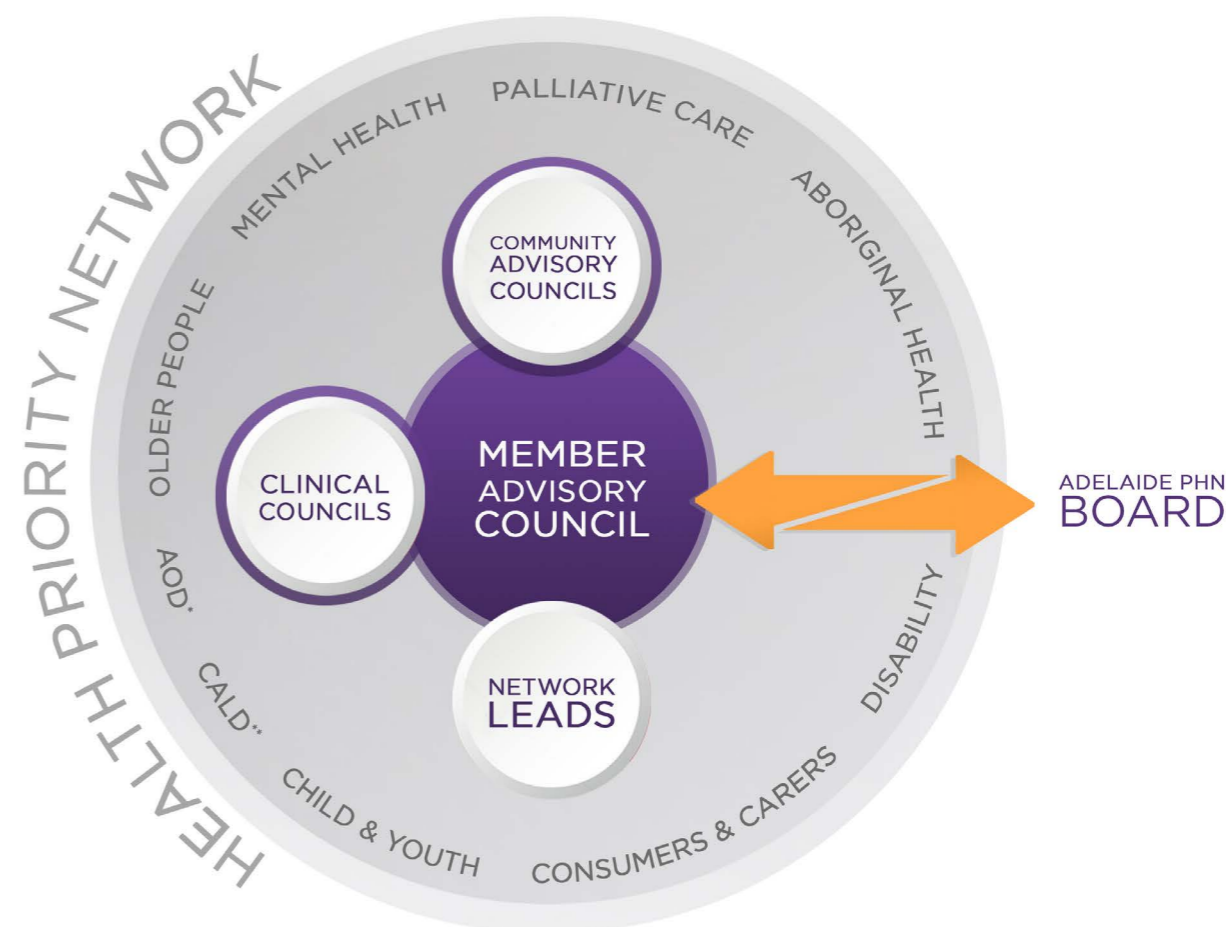 HEALTH PRIORITY NETWORK
PALLIATIVE CARE
MENTAL HEALTH
ABORIGINAL HEALTH
OLDER PEOPLE
COMMUNITY
ADVISORY
COUNCILS
CLINICAL
COUNCILS
MEMBER
ADVISORY
COUNCIL
ADELAIDE PHN
BOARD
AOD*
DISABILITY
NETWORK
LEADS
CALD**
CHILD & YOUTH
CONSUMERS & CARERS